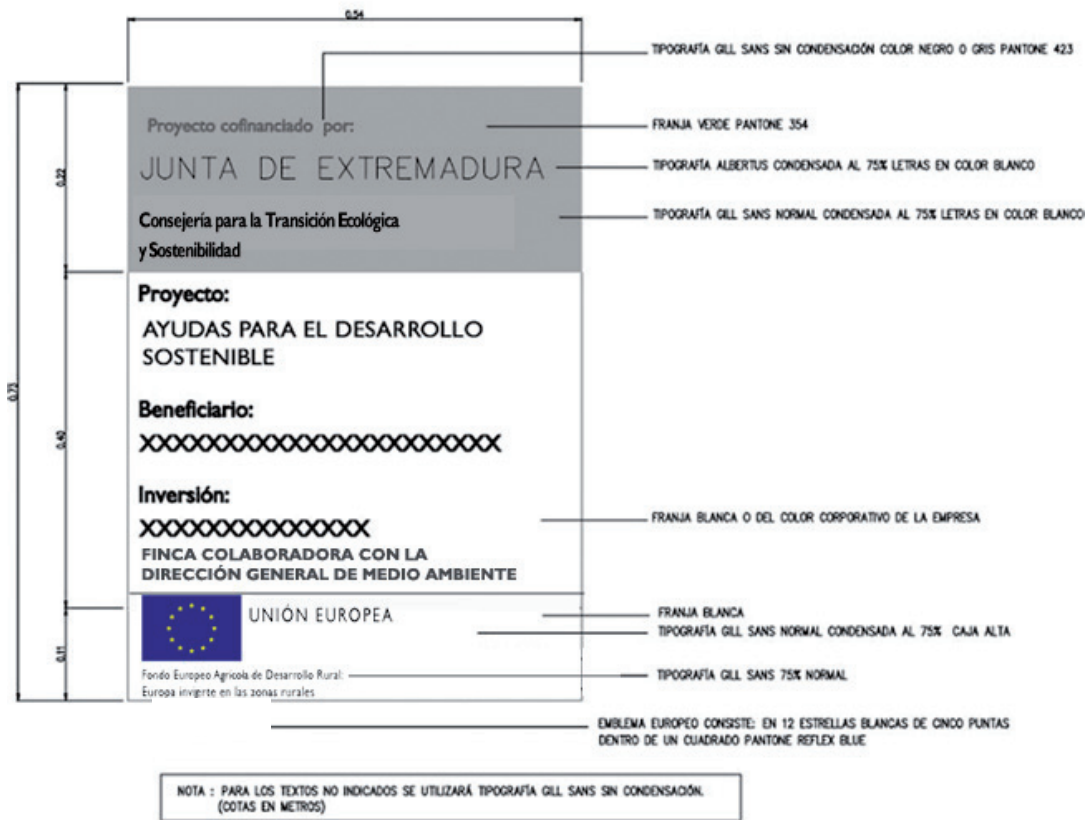 0.54
TIPOGRAFÍA GILL SANS SIN CONDENSACIÓN COLOR NEGRO O GRIS PANTONE 423
Proyecto cofinanciado por:
FRANJA VERDE PANTONE 354
JUNTA DE EXTREMADURA
TIPOGRAFÍA ALBERTUS CONDENSADA AL 75% LETRAS EN COLOR BLANCO
0.22
Consejería para la Transición Ecológica
y Sostenibilidad
TIPOGRAFÍA GILL SANS NORMAL CONDENSADA AL 75% LETRAS EN COLOR BLANCO
Proyecto:
AYUDAS PARA EL DESARROLLO
SOSTENIBLE
0.73
Beneficiario:
0.40
XXXXXXXXXXXXXXXXXXXXXXXX
Inversión:
XXXXXXXXXXXXXXX
FRANJA BLANCA O DEL COLOR CORPORATIVO DE LA EMPRESA
FINCA COLABORADORA CON LA
DIRECCIÓN GENERAL DE MEDIO AMBIENTE
UNIÓN EUROPEA
FRANJA BLANCA
TIPOGRAFÍA GILL SANS NORMAL CONDENSADA AL 75% CAJA ALTA
0.11
Fondo Europeo Agrícola de Desarrollo Rural:
Europa invierte en las zonas rurales
TIPOGRAFÍA GILL SANS 75% NORMAL
EMBLEMA EUROPEO CONSISTE: EN 12 ESTRELLAS BLANCAS DE CINCO PUNTAS
DENTRO DE UN CUADRADO PANTONE REFLEX BLUE
NOTA : PARA LOS TEXTOS NO INDICADOS SE UTILIZARÁ TIPOGRAFÍA GILL SANS SIN CONDENSACIÓN.
(COTAS EN METROS)